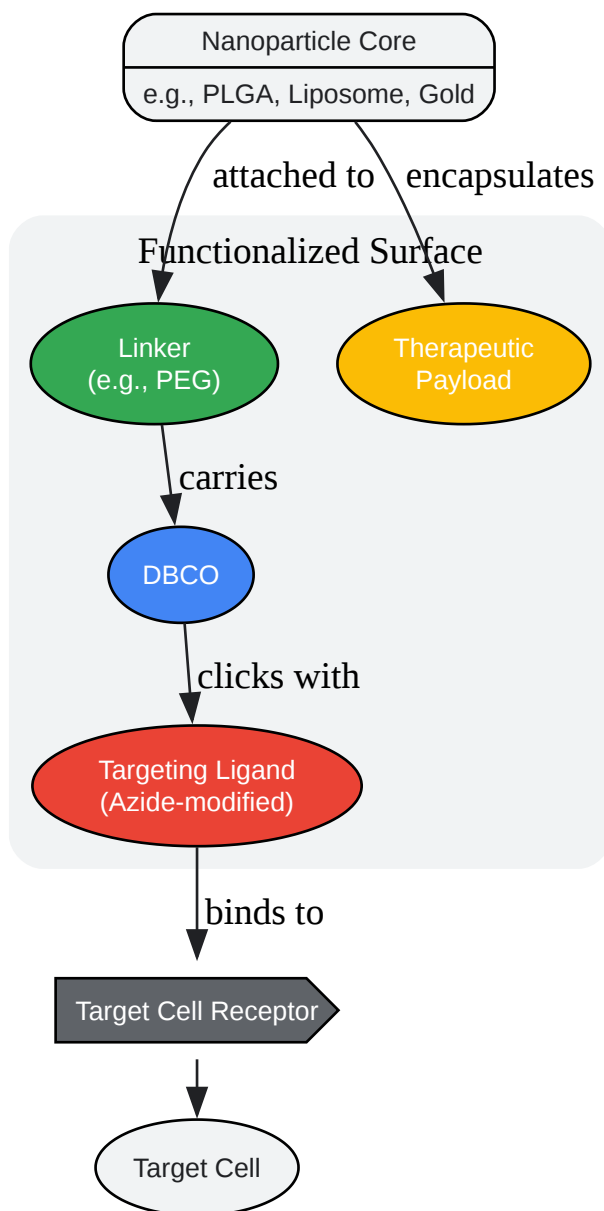 Nanoparticle Core
e.g., PLGA, Liposome, Gold
attached to
encapsulates
Functionalized Surface
Linker
(e.g., PEG)
Therapeutic
Payload
carries
DBCO
clicks with
Targeting Ligand
(Azide-modified)
binds to
Target Cell Receptor
Target Cell